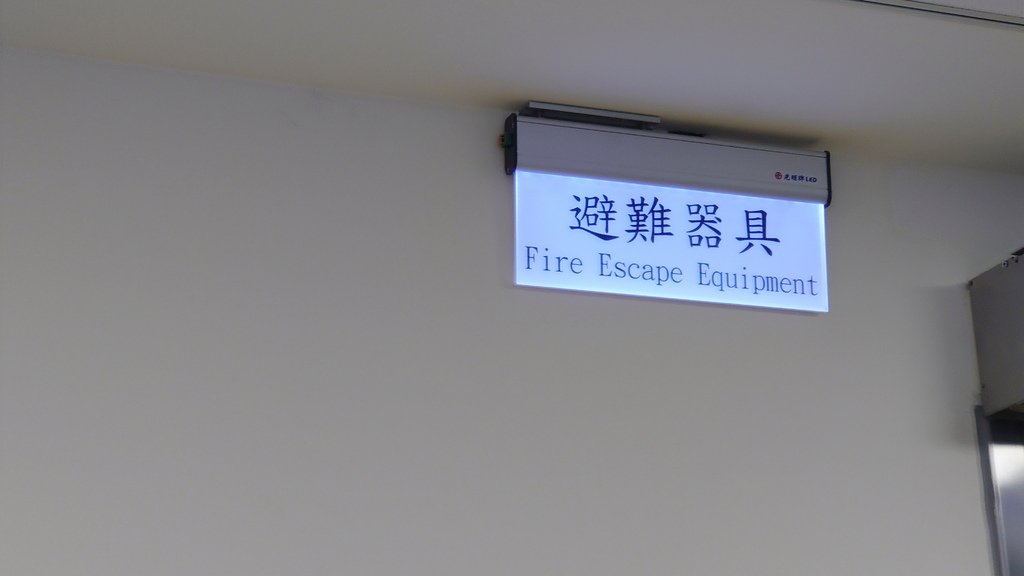 避難器具
Fire Escape Equipment